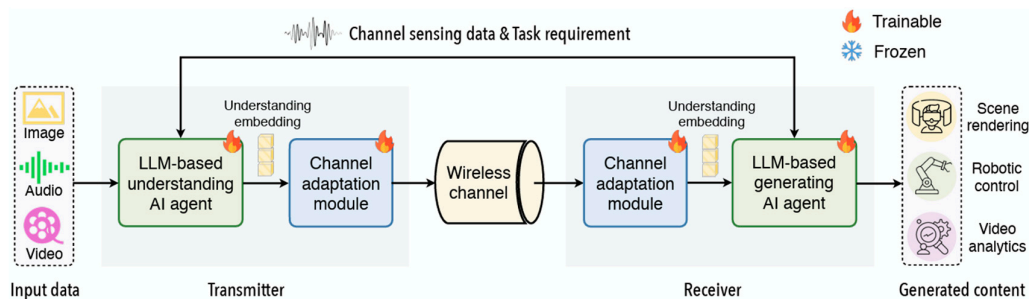 Channel sensing data & Task requirement
Trainable
Frozen
Image
Audio
Video
Input data
LLM-based
understanding
AI agent
Understanding
embedding
Channel
adaptation
module
Transmitter
Wireless
channel
Channel
adaptation
module
Understanding
embedding
LLM-based
generating
AI agent
Receiver
Scene
rendering
Robotic
control
Video
analytics
Generated content